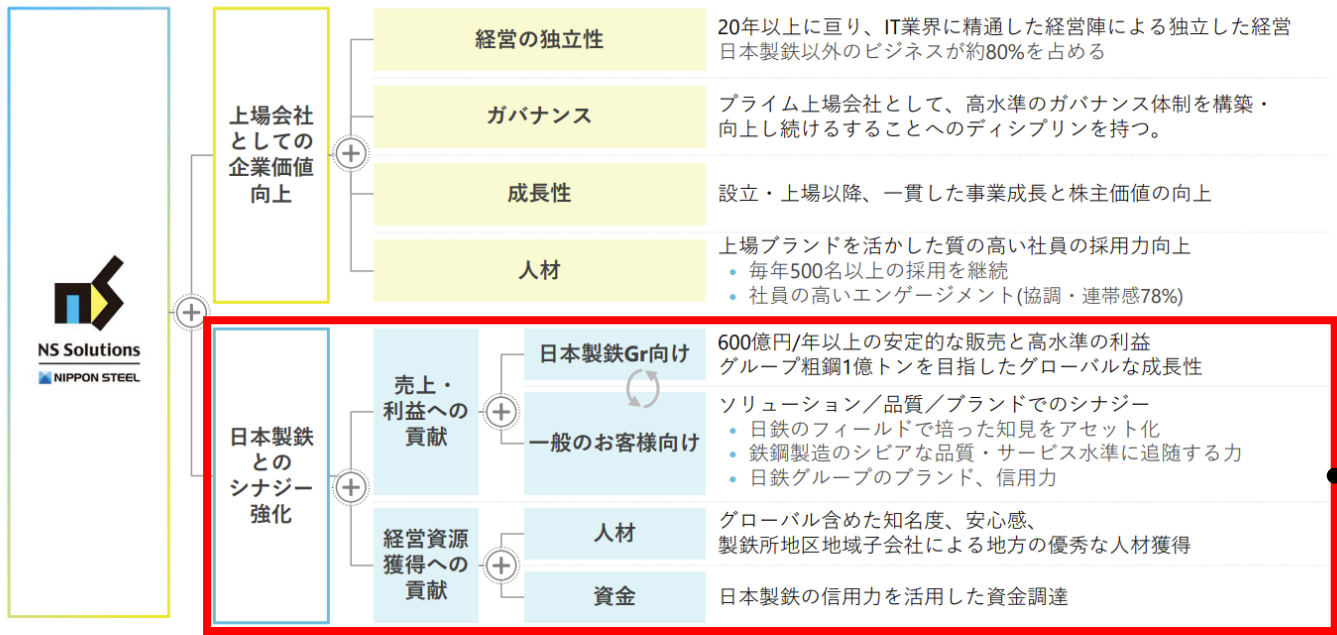 NS Solutions
NIPPON STEEL
上場会社
としての
企業価値
向上
経営の独立性
20年以上に亘り、IT業界に精通した経営陣による独立した経営
日本製鉄以外のビジネスが約80%を占める
ガバナンス
プライム上場会社として、高水準のガバナンス体制を構築・
向上し続けるすることへのディシプリンを持つ。
成長性
設立・上場以降、一貫した事業成長と株主価値の向上
人材
上場ブランドを活かした質の高い社員の採用力向上
• 毎年500名以上の採用を継続
• 社員の高いエンゲージメント(協調・連帯感78%)
日本製鉄
との
シナジー
強化
売上・
利益への
貢献
日本製鉄Gr向け
600億円/年以上の安定的な販売と高水準の利益
グループ粗鋼1億トンを目指したグローバルな成長性
一般のお客様向け
ソリューション／品質／ブランドでのシナジー
• 日鉄のフィールドで培った知見をアセット化
• 鉄鋼製造のシビアな品質・サービス水準に追随する力
• 日鉄グループのブランド、信用力
経営資源
獲得への
貢献
人材
グローバル含めた知名度、安心感、
製鉄所地区地域子会社による地方の優秀な人材獲得
資金
日本製鉄の信用力を活用した資金調達